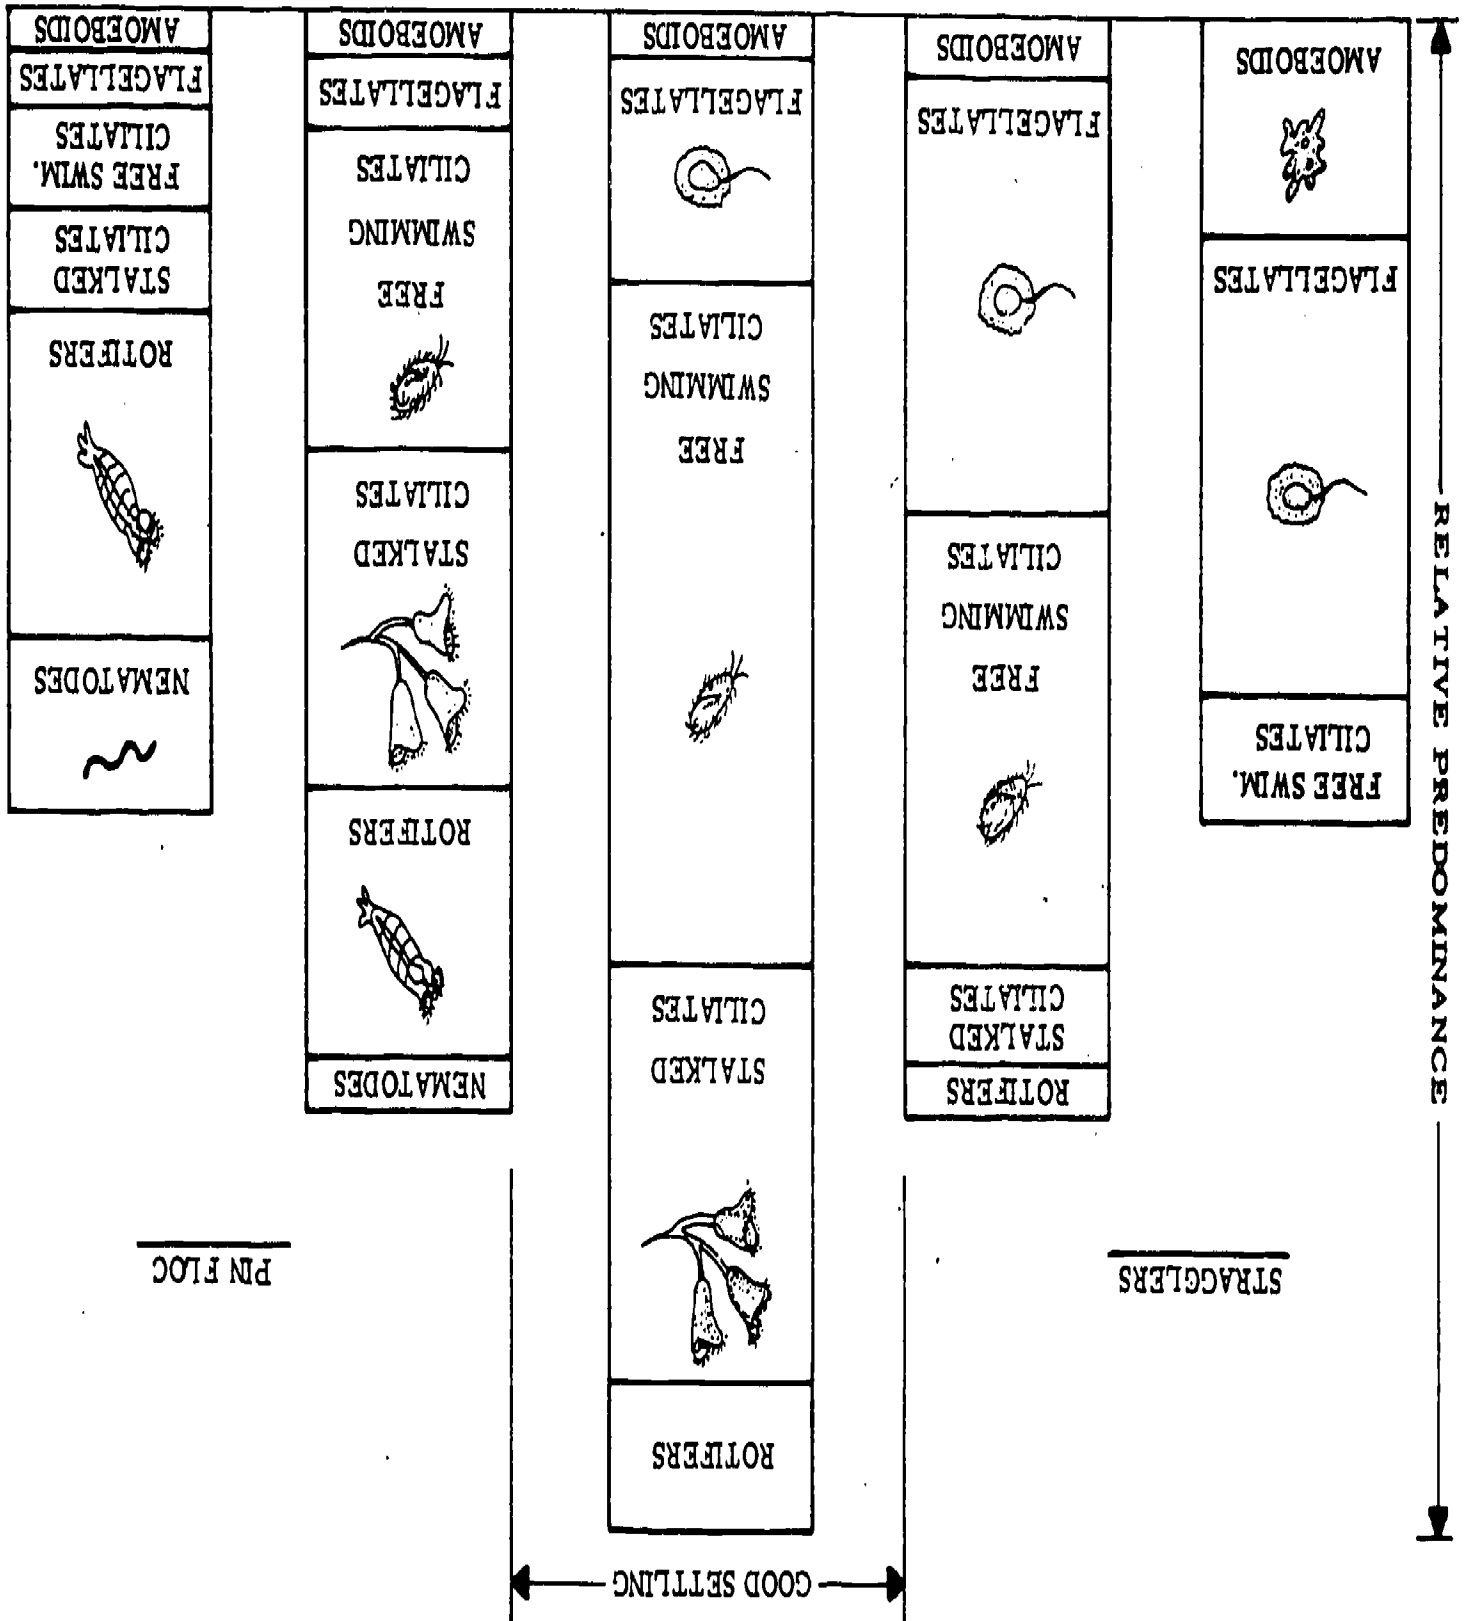 GOOD SETTLING
STRAGGLERS
PIN FLOC
RELATIVE PREDOMINANCE
FREE SWIM.
CILIATES
FLAGELLATES
AMOEBOIDS
ROTIFERS
STALKED
CILIATES
FREE
SWIMMING
CILIATES
FLAGELLATES
AMOEBOIDS
ROTIFERS
STALKED
CILIATES
FREE
SWIMMING
CILIATES
FLAGELLATES
AMOEBOIDS
NEMATODES
ROTIFERS
STALKED
CILIATES
FREE
SWIMMING
CILIATES
FLAGELLATES
AMOEBOIDS
NEMATODES
ROTIFERS
STALKED
CILIATES
FREE SWIM.
CILIATES
FLAGELLATES
AMOEBOIDS